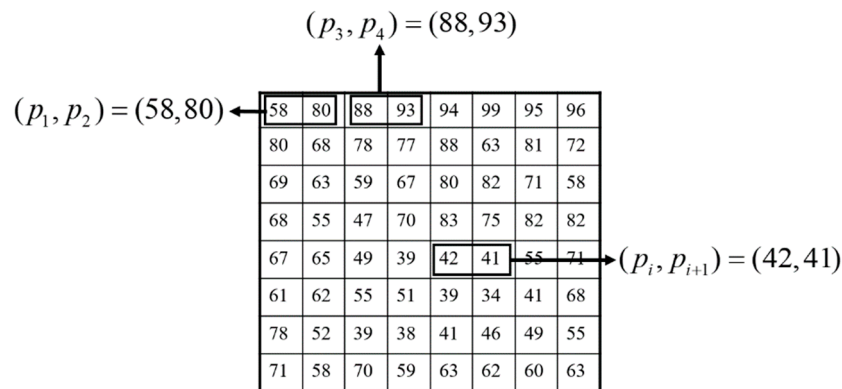 (p₃, p₄) = (88,93)
(p₁, p₂) = (58,80)
58 80 88 93 94 99 95 96
80 68 78 77 88 63 81 72
69 63 59 67 80 82 71 58
68 55 47 70 83 75 82 82
67 65 49 39 42 41 55 71
(pᵢ, pᵢ₊₁) = (42,41)
61 62 55 51 39 34 41 68
78 52 39 38 41 46 49 55
71 58 70 59 63 62 60 63